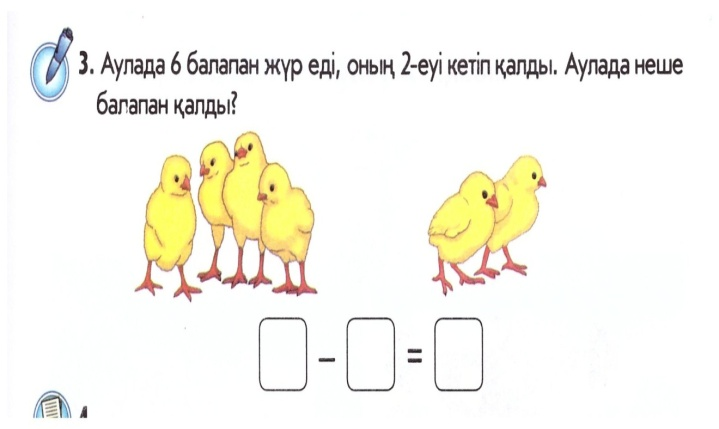 3. Аулада 6 балапан жүр еді, оның 2-еуі кетіп қалды. Аулада неше
балапан қалды?
– =